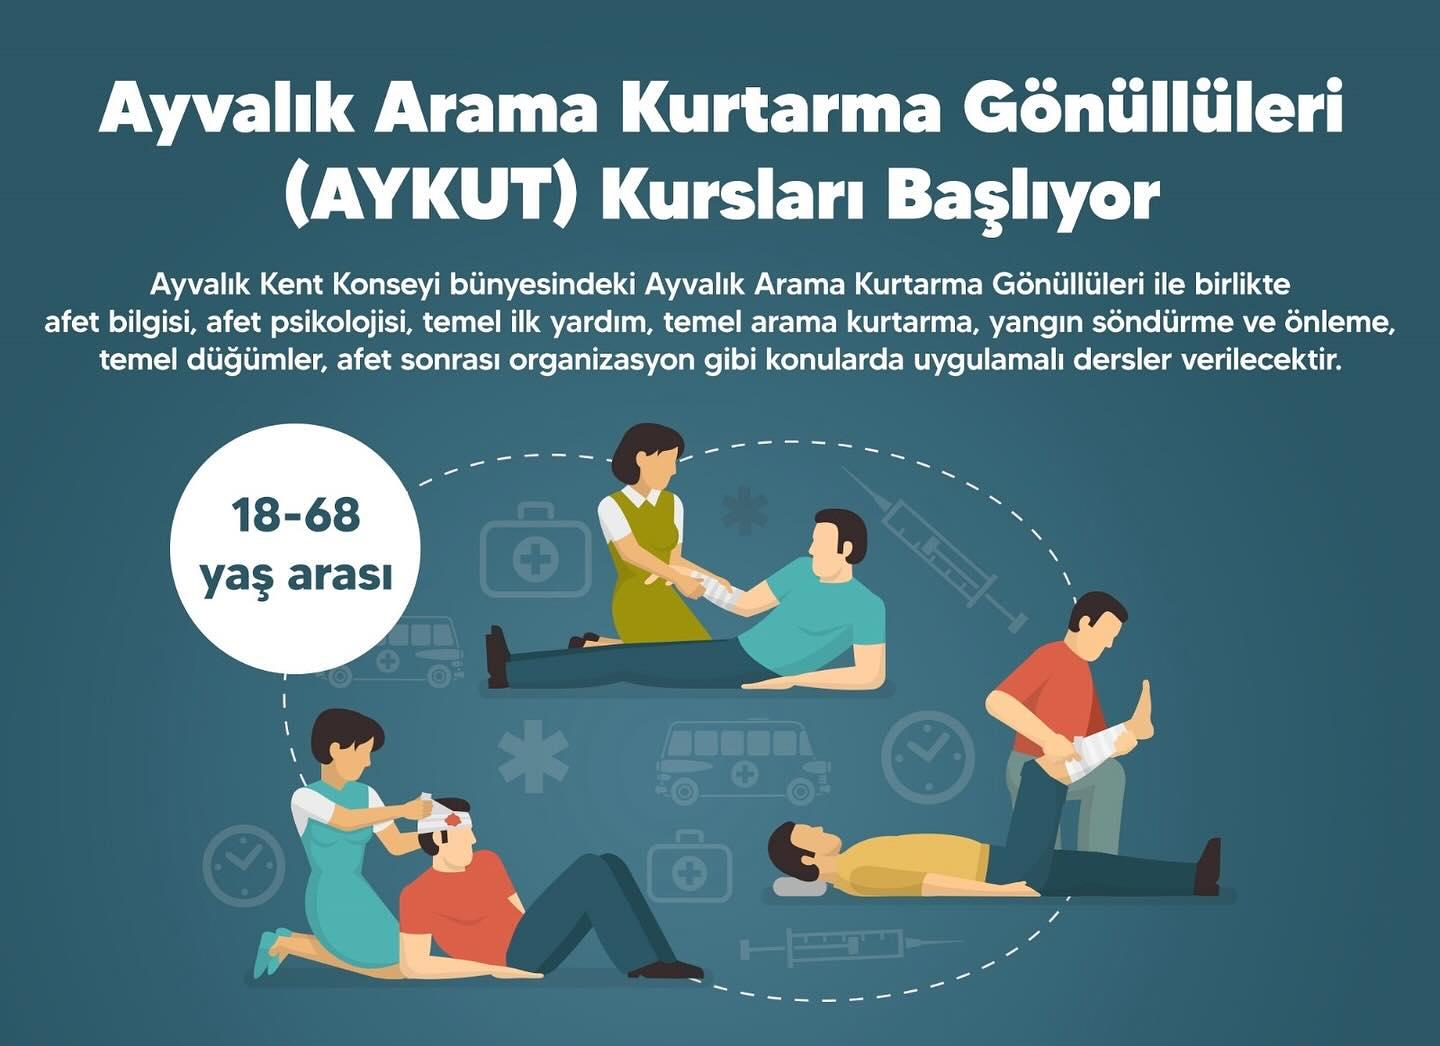 Ayvalık Arama Kurtarma Gönüllüleri
(AYKUT) Kursları Başlıyor
Ayvalık Kent Konseyi bünyesindeki Ayvalık Arama Kurtarma Gönüllüleri ile birlikte
afet bilgisi, afet psikolojisi, temel ilk yardım, temel arama kurtarma, yangın söndürme ve önleme,
temel düğümler, afet sonrası organizasyon gibi konularda uygulamalı dersler verilecektir.
18-68
yaş arası